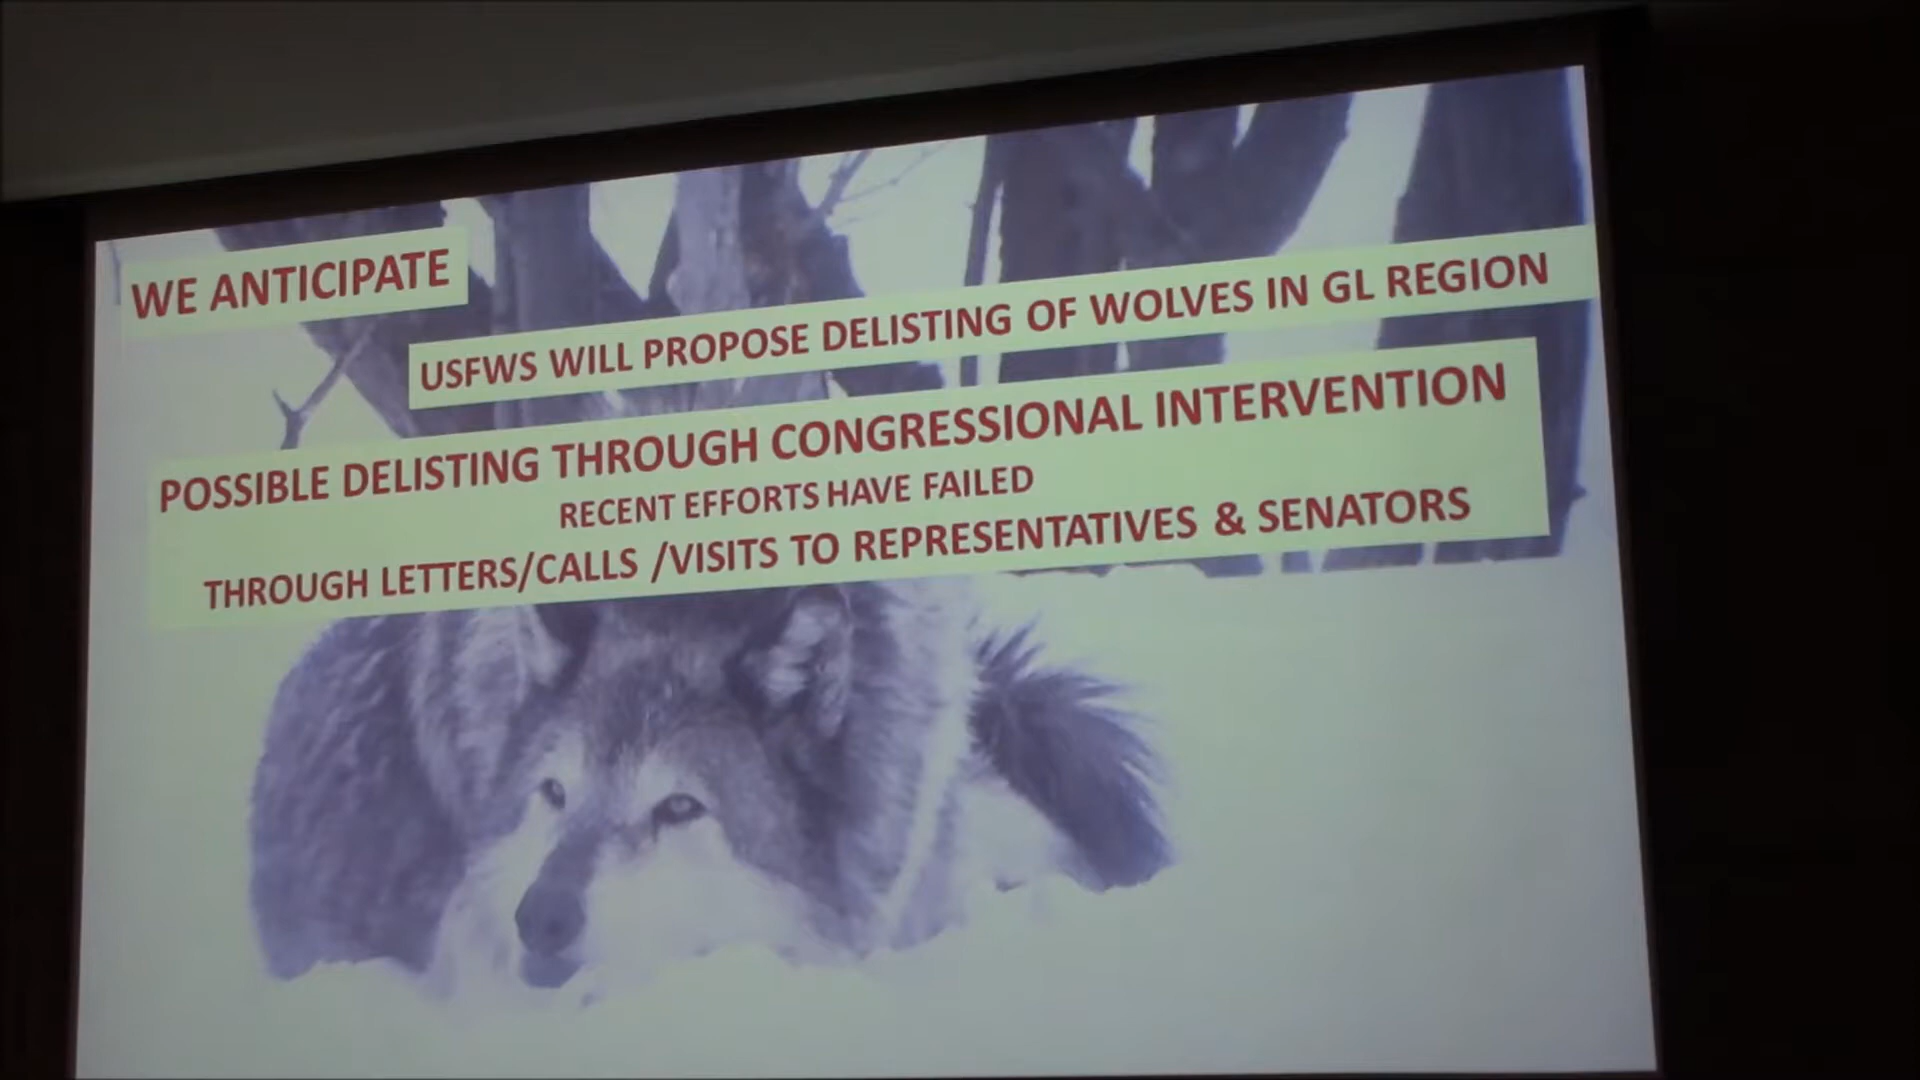 WE ANTICIPATE
USFWS WILL PROPOSE DELISTING OF WOLVES IN GL REGION
POSSIBLE DELISTING THROUGH CONGRESSIONAL INTERVENTION
RECENT EFFORTS HAVE FAILED
THROUGH LETTERS/CALLS /VISITS TO REPRESENTATIVES & SENATORS